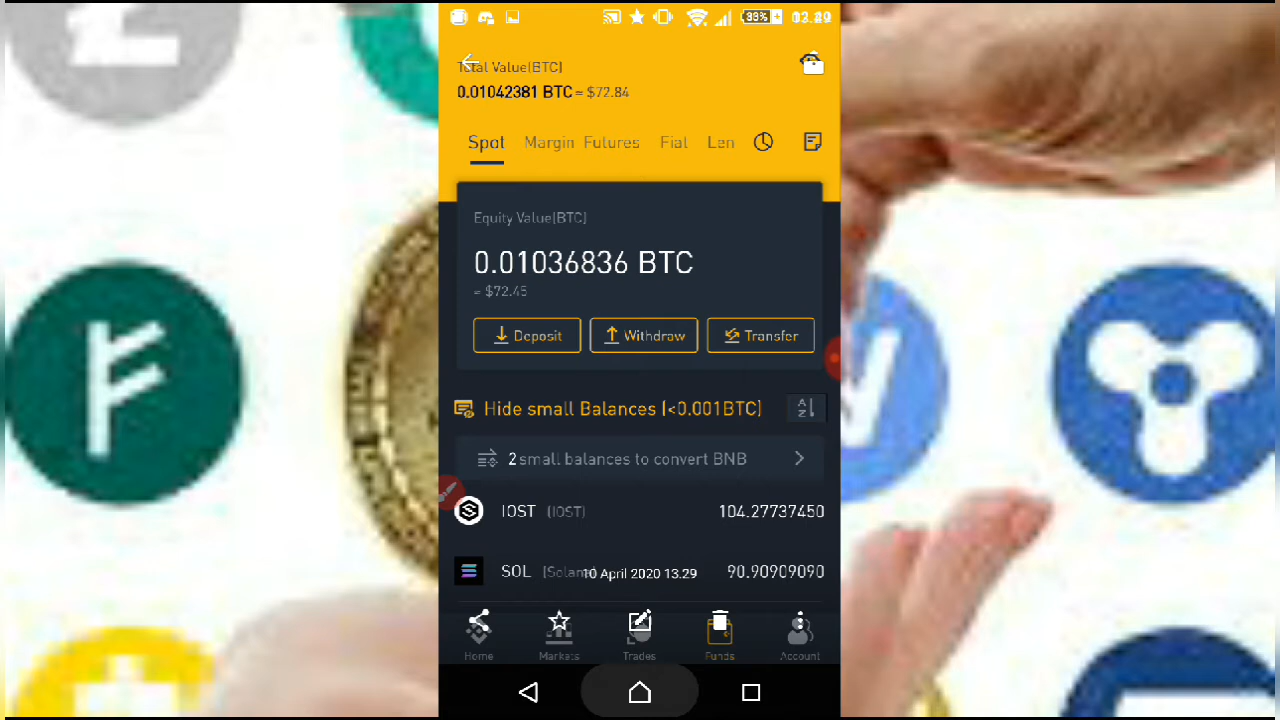 33%
Total Value(BTC)
0.01042381 BTC ≈ $72.84
Spot Margin Futures Fiat Len
Equity Value(BTC)
0.01036836 BTC
≈ $72.45
Deposit Withdraw Transfer
Hide small Balances (<0.001BTC)
2 small balances to convert BNB
IOST (IOST) 104.27737450
SOL (Solana) 90.90909090
10 April 2020 13:29
Home Markets Trades Funds Account